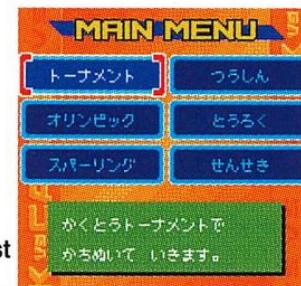 MAIN MENU
トーナメント
つうしん
オリンピック
とうろく
スパーリング
せんせき
かくとうトーナメントで
かちぬいて いきます。
st